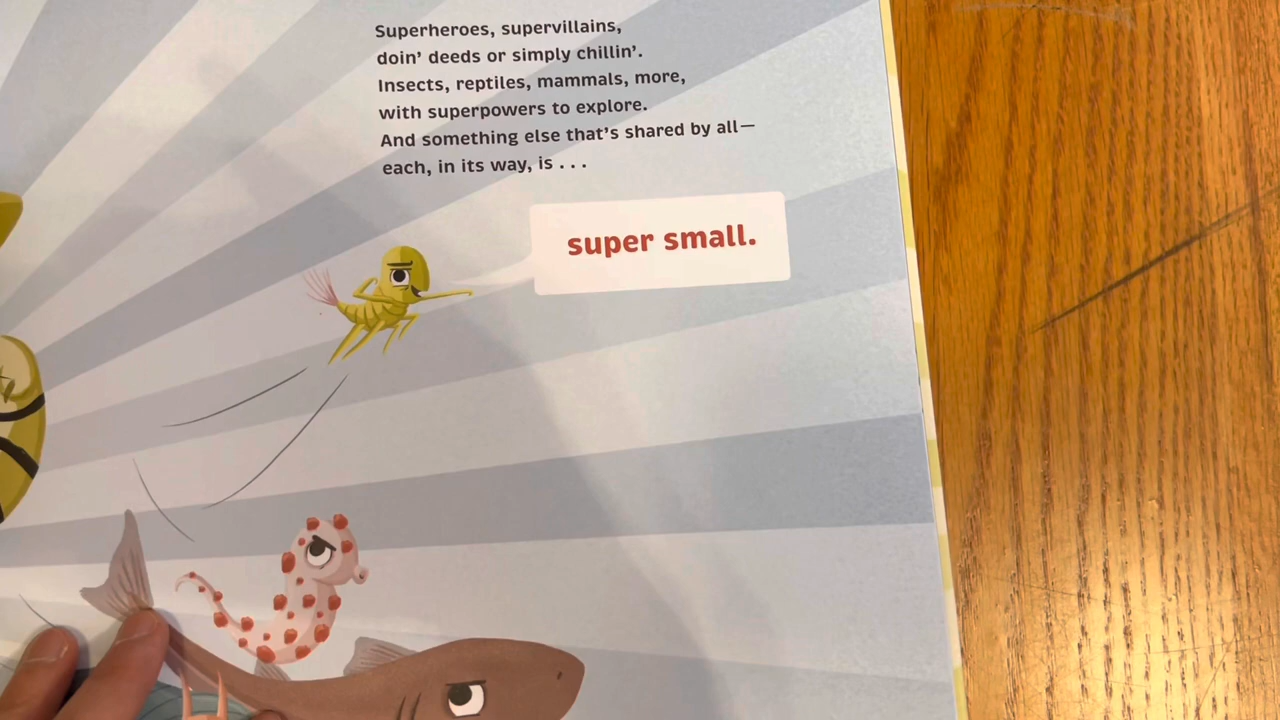 Superheroes, supervillains,
doin’ deeds or simply chillin’.
Insects, reptiles, mammals, more,
with superpowers to explore.
And something else that’s shared by all—
each, in its way, is . . .
super small.